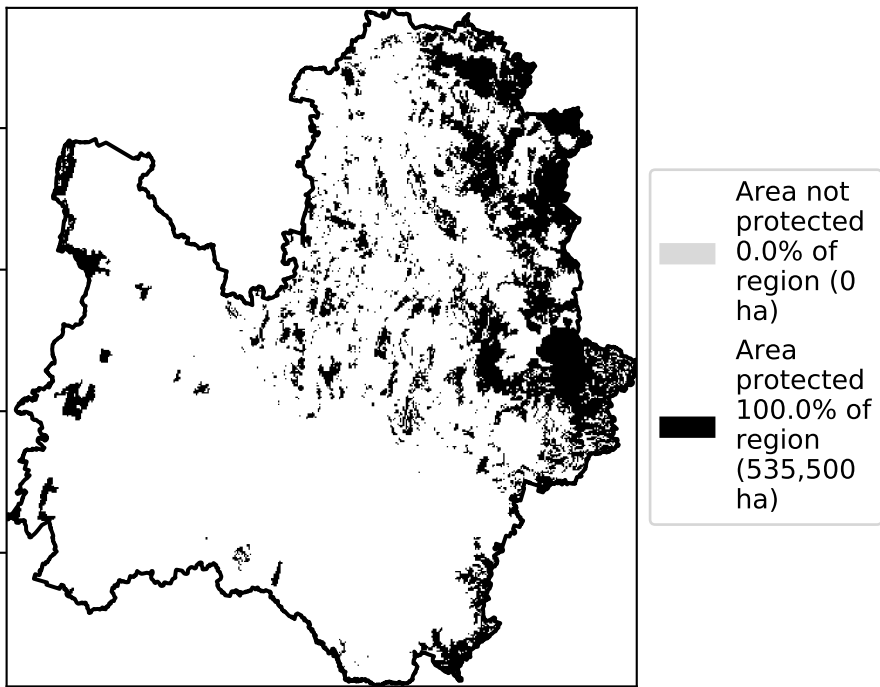 Area not
protected
0.0% of
region (0
ha)
Area
protected
100.0% of
region
(535,500
ha)